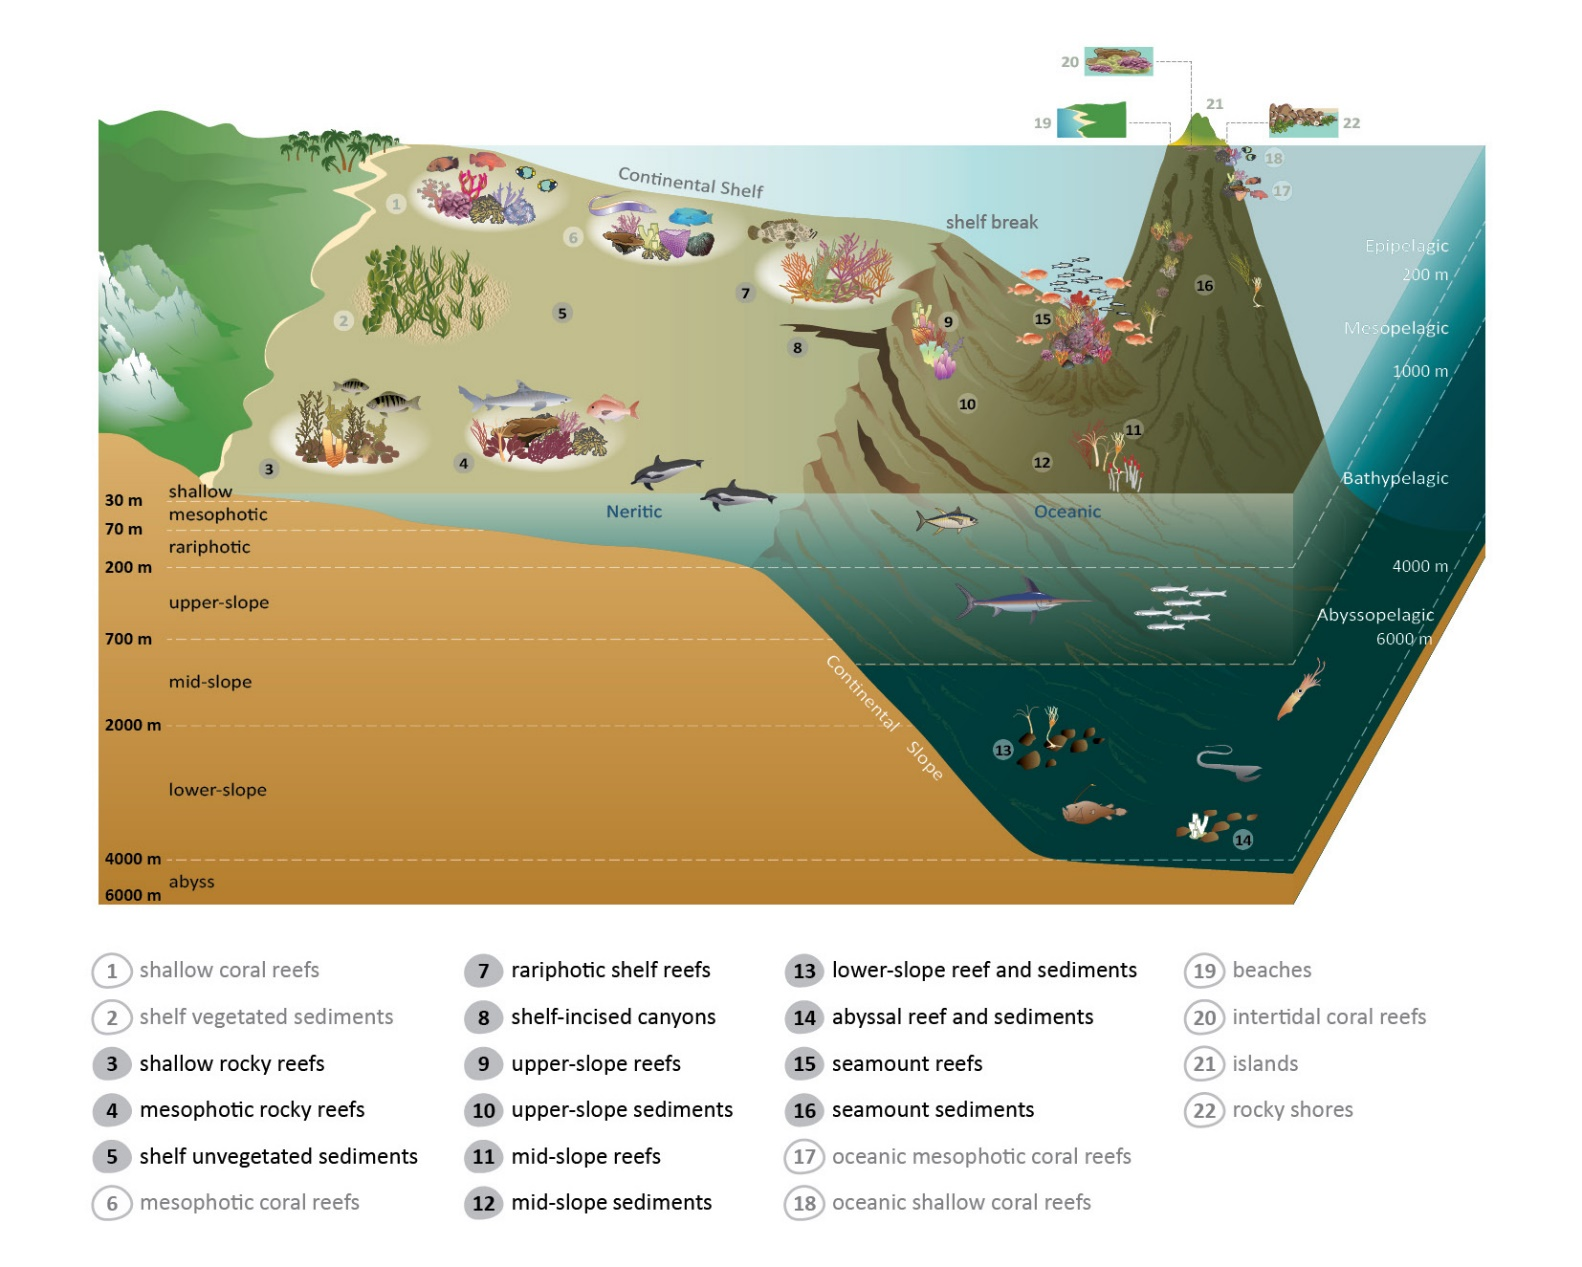 20
21
19
22
18
17
Continental Shelf
1
6
shelf break
Epipelagic
200 m
7
16
2
5
9
15
Mesopelagic
8
1000 m
10
11
3
4
12
Bathypelagic
shallow
30 m
mesophotic
Neritic
Oceanic
70 m
rariphotic
200 m
4000 m
upper-slope
Abyssopelagic
700 m
6000 m
mid-slope
Continental Slope
2000 m
13
lower-slope
14
4000 m
abyss
6000 m
1 shallow coral reefs
2 shelf vegetated sediments
3 shallow rocky reefs
4 mesophotic rocky reefs
5 shelf unvegetated sediments
6 mesophotic coral reefs
7 rariphotic shelf reefs
8 shelf-incised canyons
9 upper-slope reefs
10 upper-slope sediments
11 mid-slope reefs
12 mid-slope sediments
13 lower-slope reef and sediments
14 abyssal reef and sediments
15 seamount reefs
16 seamount sediments
17 oceanic mesophotic coral reefs
18 oceanic shallow coral reefs
19 beaches
20 intertidal coral reefs
21 islands
22 rocky shores